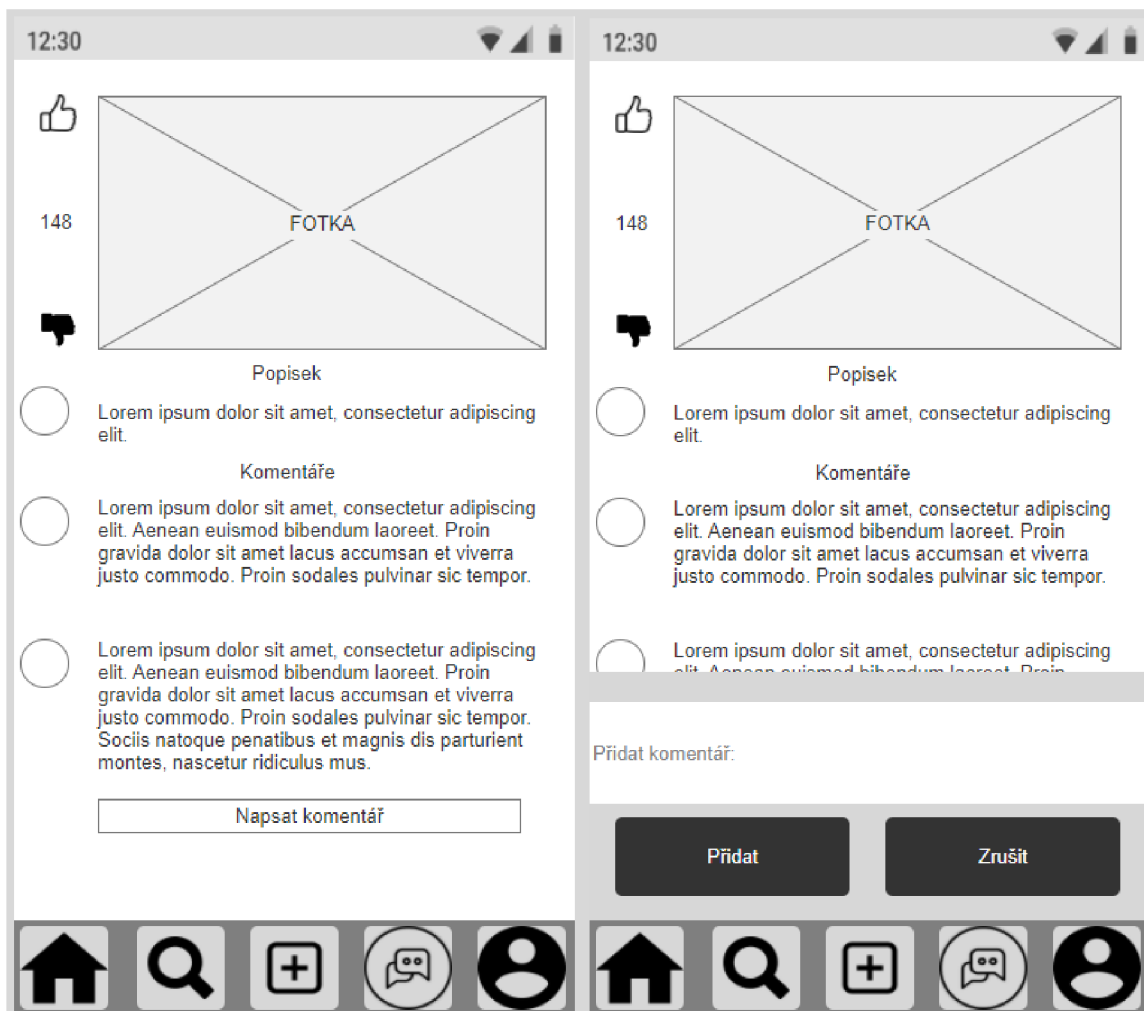 12:30
148
FOTKA
Popisek
Lorem ipsum dolor sit amet, consectetur adipiscing
elit.
Komentáře
Lorem ipsum dolor sit amet, consectetur adipiscing
elit. Aenean euismod bibendum laoreet. Proin
gravida dolor sit amet lacus accumsan et viverra
justo commodo. Proin sodales pulvinar sic tempor.
Lorem ipsum dolor sit amet, consectetur adipiscing
elit. Aenean euismod bibendum laoreet. Proin
gravida dolor sit amet lacus accumsan et viverra
justo commodo. Proin sodales pulvinar sic tempor.
Sociis natoque penatibus et magnis dis parturient
montes, nascetur ridiculus mus.
Napsat komentář
12:30
148
FOTKA
Popisek
Lorem ipsum dolor sit amet, consectetur adipiscing
elit.
Komentáře
Lorem ipsum dolor sit amet, consectetur adipiscing
elit. Aenean euismod bibendum laoreet. Proin
gravida dolor sit amet lacus accumsan et viverra
justo commodo. Proin sodales pulvinar sic tempor.
Lorem ipsum dolor sit amet, consectetur adipiscing
elit. Aenean euismod bibendum laoreet. Proin
Přidat komentář:
Přidat
Zrušit